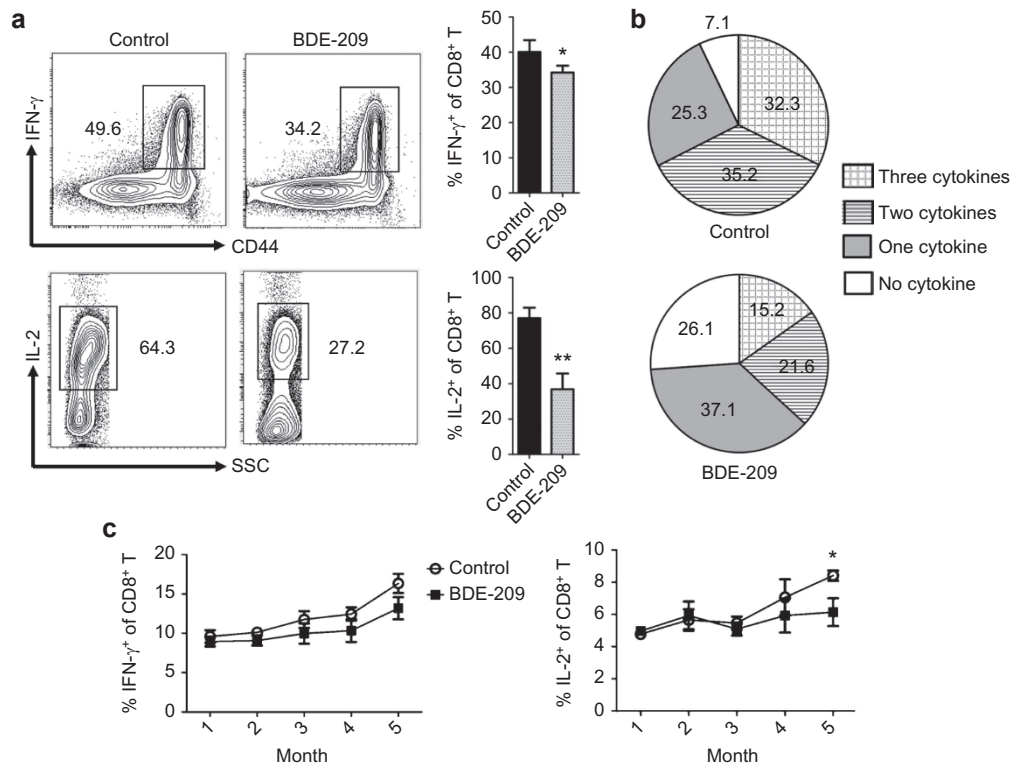 a
Control
BDE-209
IFN-γ
49.6
34.2
CD44
% IFN-γ⁺ of CD8⁺ T
50
40
30
20
10
0
*
Control
BDE-209
IL-2
64.3
27.2
SSC
% IL-2⁺ of CD8⁺ T
100
80
60
40
20
0
**
Control
BDE-209
b
7.1
32.3
25.3
35.2
Control
Three cytokines
Two cytokines
One cytokine
No cytokine
15.2
26.1
21.6
37.1
BDE-209
c
% IFN-γ⁺ of CD8⁺ T
20
15
10
5
0
1 2 3 4 5
Month
Control
BDE-209
% IL-2⁺ of CD8⁺ T
10
8
6
4
2
0
*
1 2 3 4 5
Month